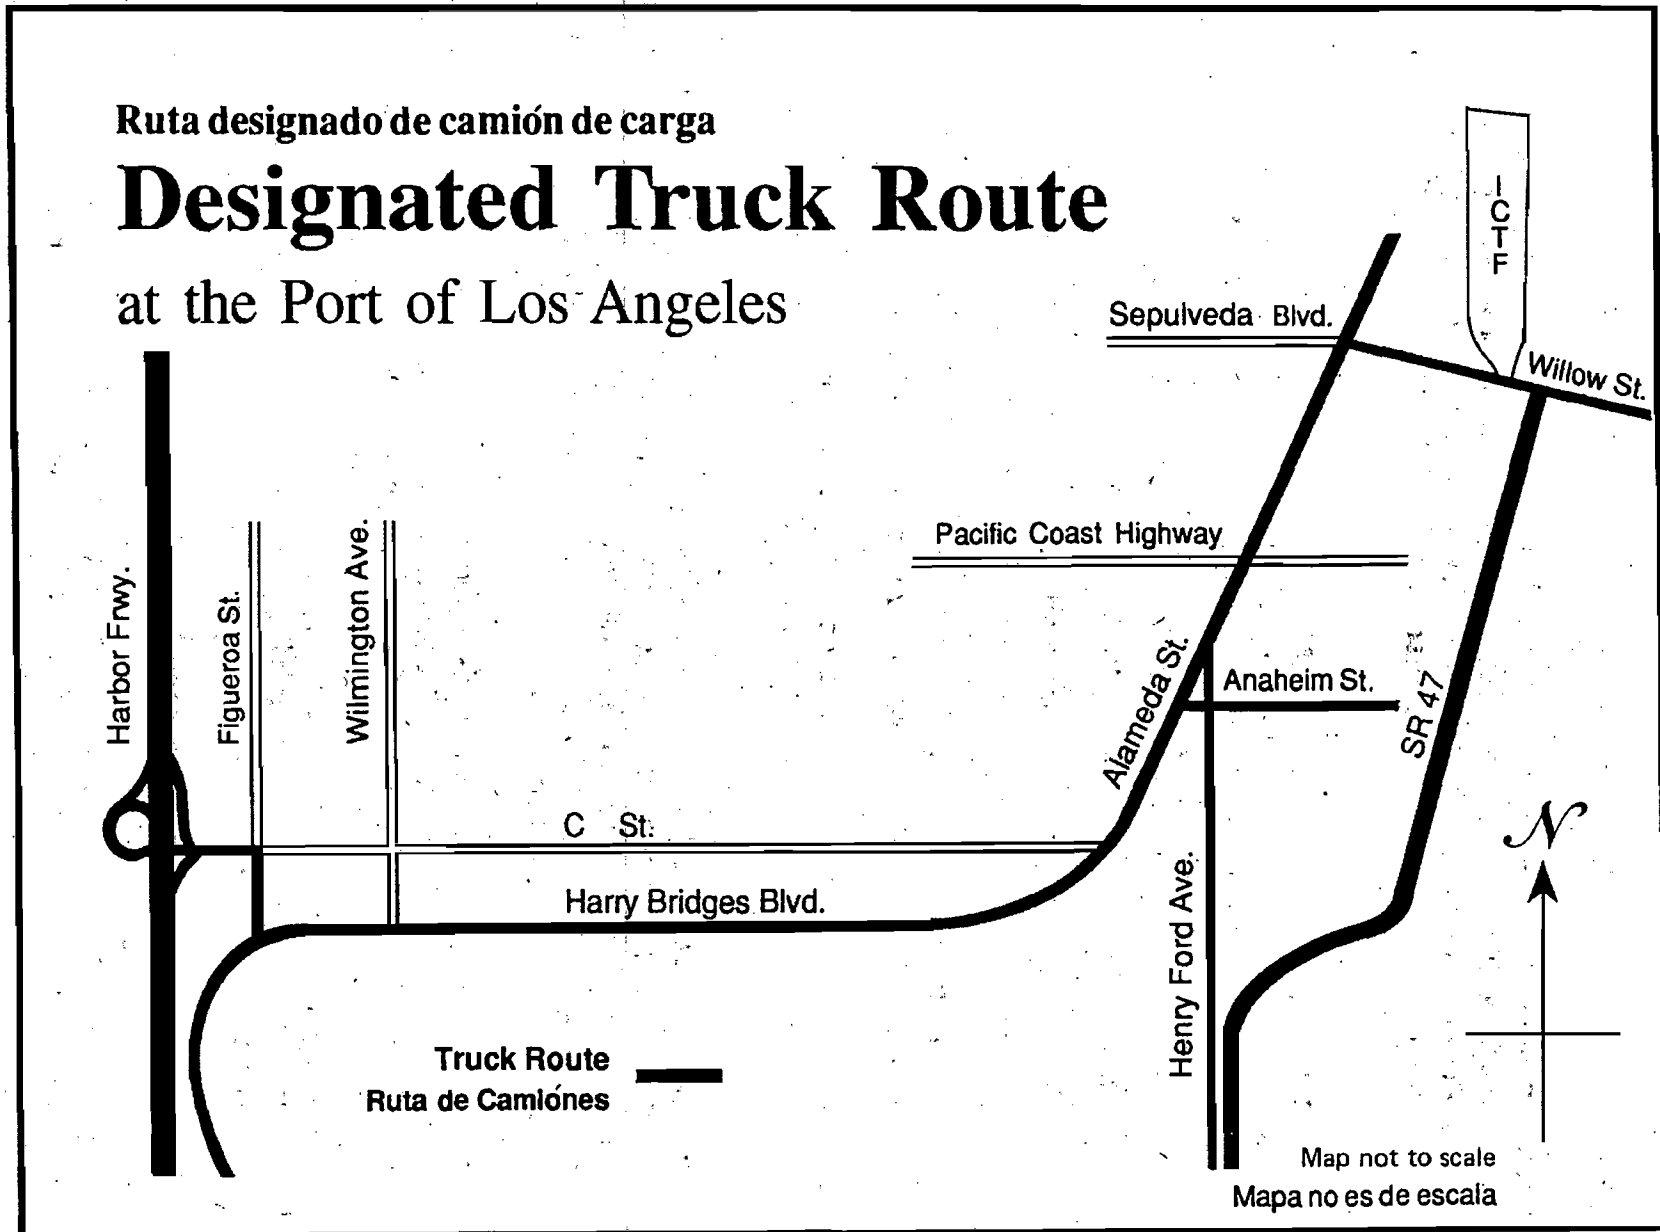 Ruta designado de camión de carga
Designated Truck Route
at the Port of Los Angeles
ICTF
Sepulveda Blvd.
Willow St.
Pacific Coast Highway
Harbor Frwy.
Figueroa St.
Wilmington Ave.
Alameda St.
Anaheim St.
SR 47
C St.
N
Harry Bridges Blvd.
Henry Ford Ave.
Truck Route
Ruta de Camiónes
Map not to scale
Mapa no es de escala